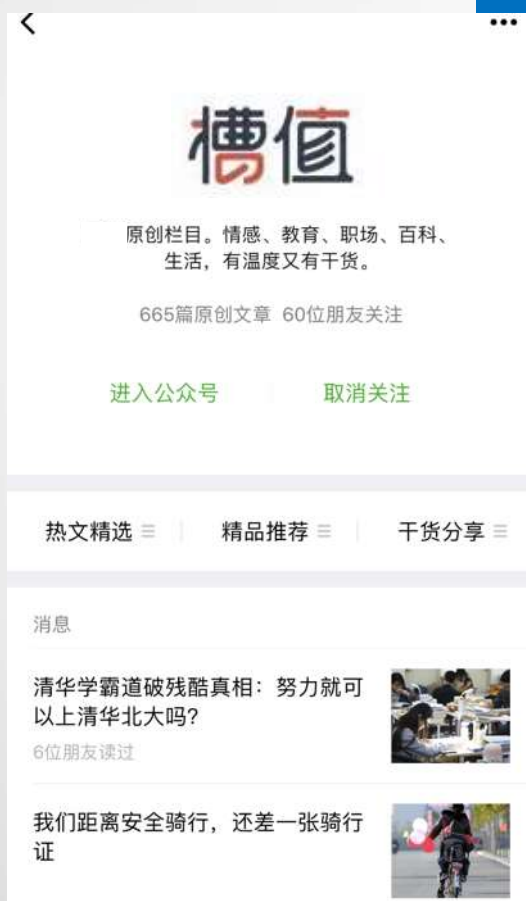 槽值
原创栏目。情感、教育、职场、百科、
生活，有温度又有干货。
665篇原创文章 60位朋友关注
进入公众号 取消关注
热文精选 精品推荐 干货分享
消息
清华学霸道破残酷真相：努力就可
以上清华北大吗？
6位朋友读过
我们距离安全骑行，还差一张骑行
证